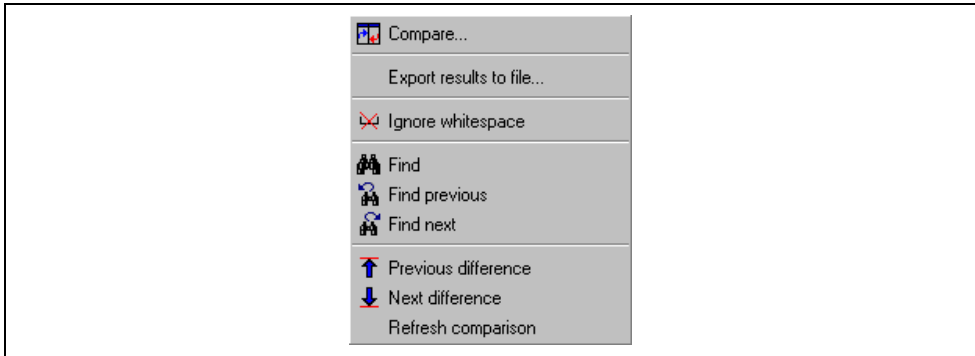 Compare...
Export results to file...
Ignore whitespace
Find
Find previous
Find next
Previous difference
Next difference
Refresh comparison